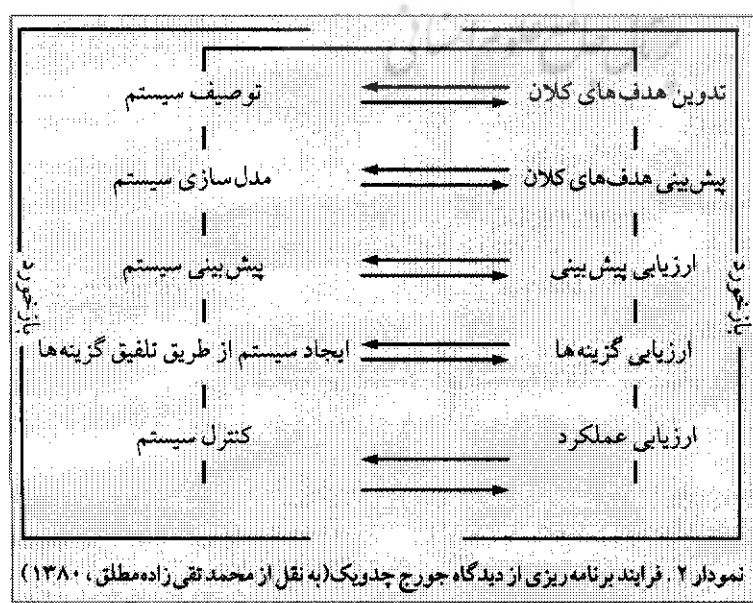 تدوین هدف‌های کلان توصیف سیستم
پیش‌بینی هدف‌های کلان مدل‌سازی سیستم
ارزیابی پیش‌بینی پیش‌بینی سیستم
بازخورد بازخورد
ارزیابی گزینه‌ها ایجاد سیستم از طریق تلفیق گزینه‌ها
ارزیابی عملکرد کنترل سیستم
نمودار ۲ . فرایند برنامه‌ریزی از دیدگاه جورج چدویک(به نقل از محمد تقی زاده‌مطلق، ۱۳۸۰)